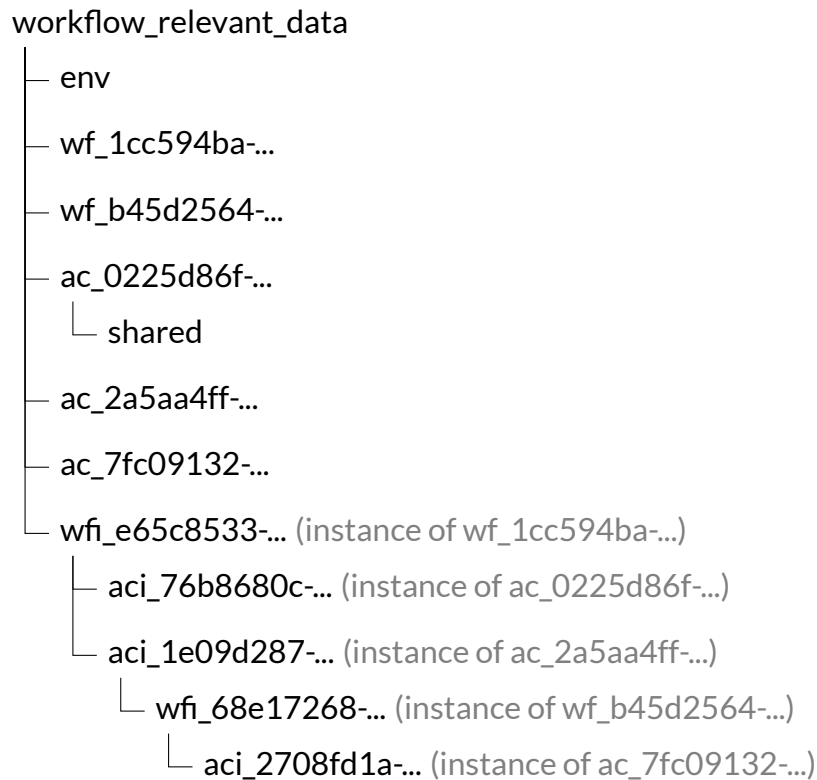 workflow_relevant_data
env
wf_1cc594ba-...
wf_b45d2564-...
ac_0225d86f-...
shared
ac_2a5aa4ff-...
ac_7fc09132-...
wfi_e65c8533-... (instance of wf_1cc594ba-...)
aci_76b8680c-... (instance of ac_0225d86f-...)
aci_1e09d287-... (instance of ac_2a5aa4ff-...)
wfi_68e17268-... (instance of wf_b45d2564-...)
aci_2708fd1a-... (instance of ac_7fc09132-...)